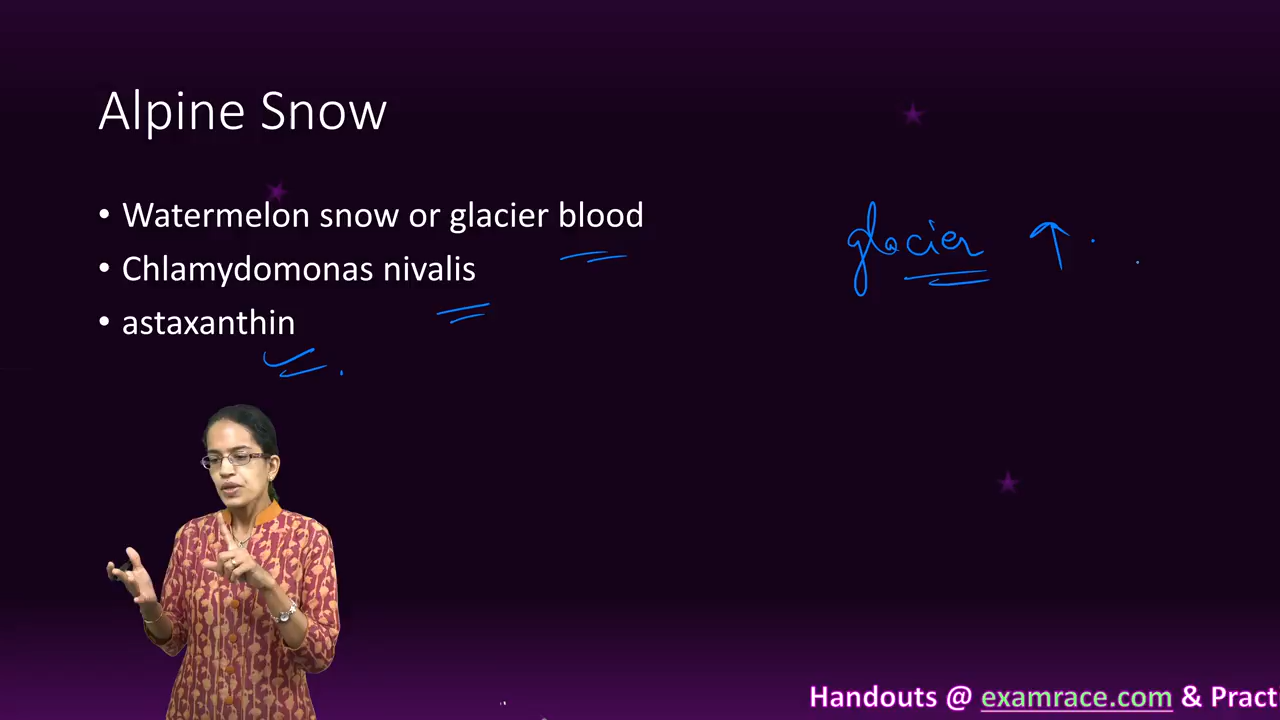 Alpine Snow
• Watermelon snow or glacier blood
• Chlamydomonas nivalis
• astaxanthin
glacier ↑
Handouts @ examrace.com & Pract